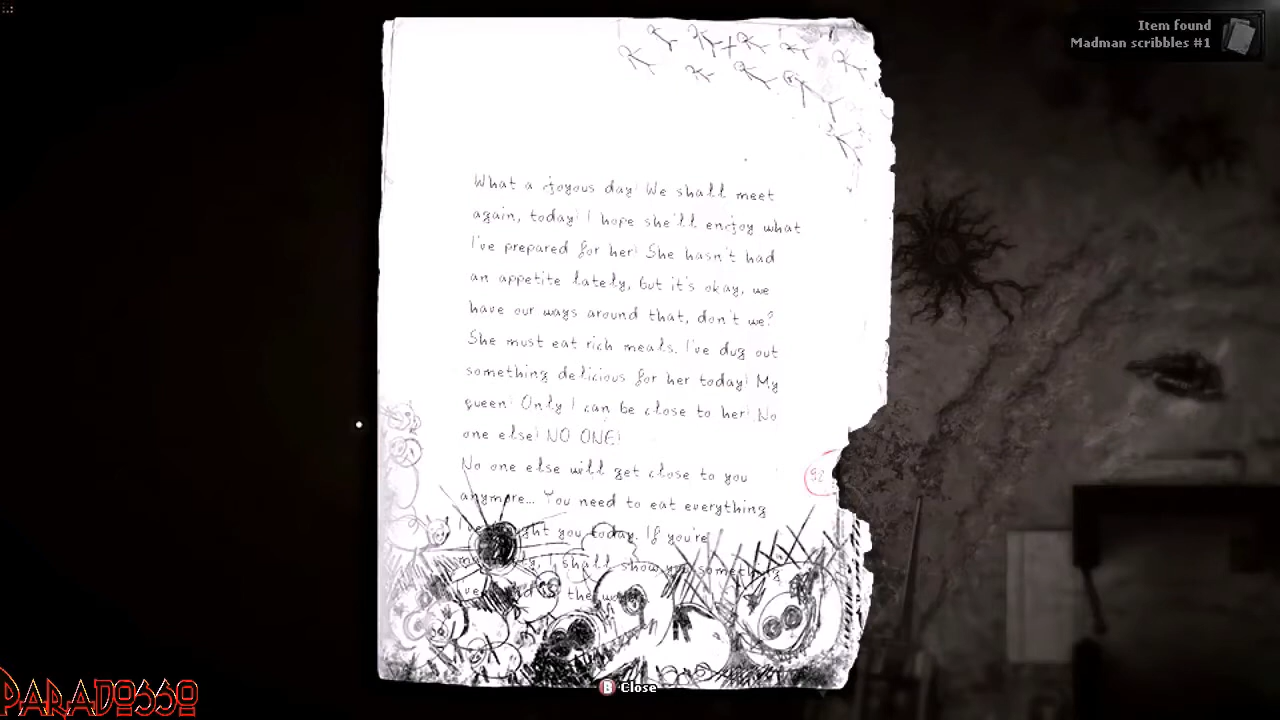 Item found
Madman scribbles #1
What a joyous day! We shall meet
again, today! I hope she'll enjoy what
I've prepared for her! She hasn't had
an appetite lately, but it's okay, we
have our ways around that, don't we?
She must eat rich meals. I've dug out
something delicious for her today! My
queen! Only I can be close to her! No
one else! NO ONE!
No one else will get close to you
anymore... You need to eat everything
you today. If you're
I shall show you something
the
92
B Close
PARADOSSO